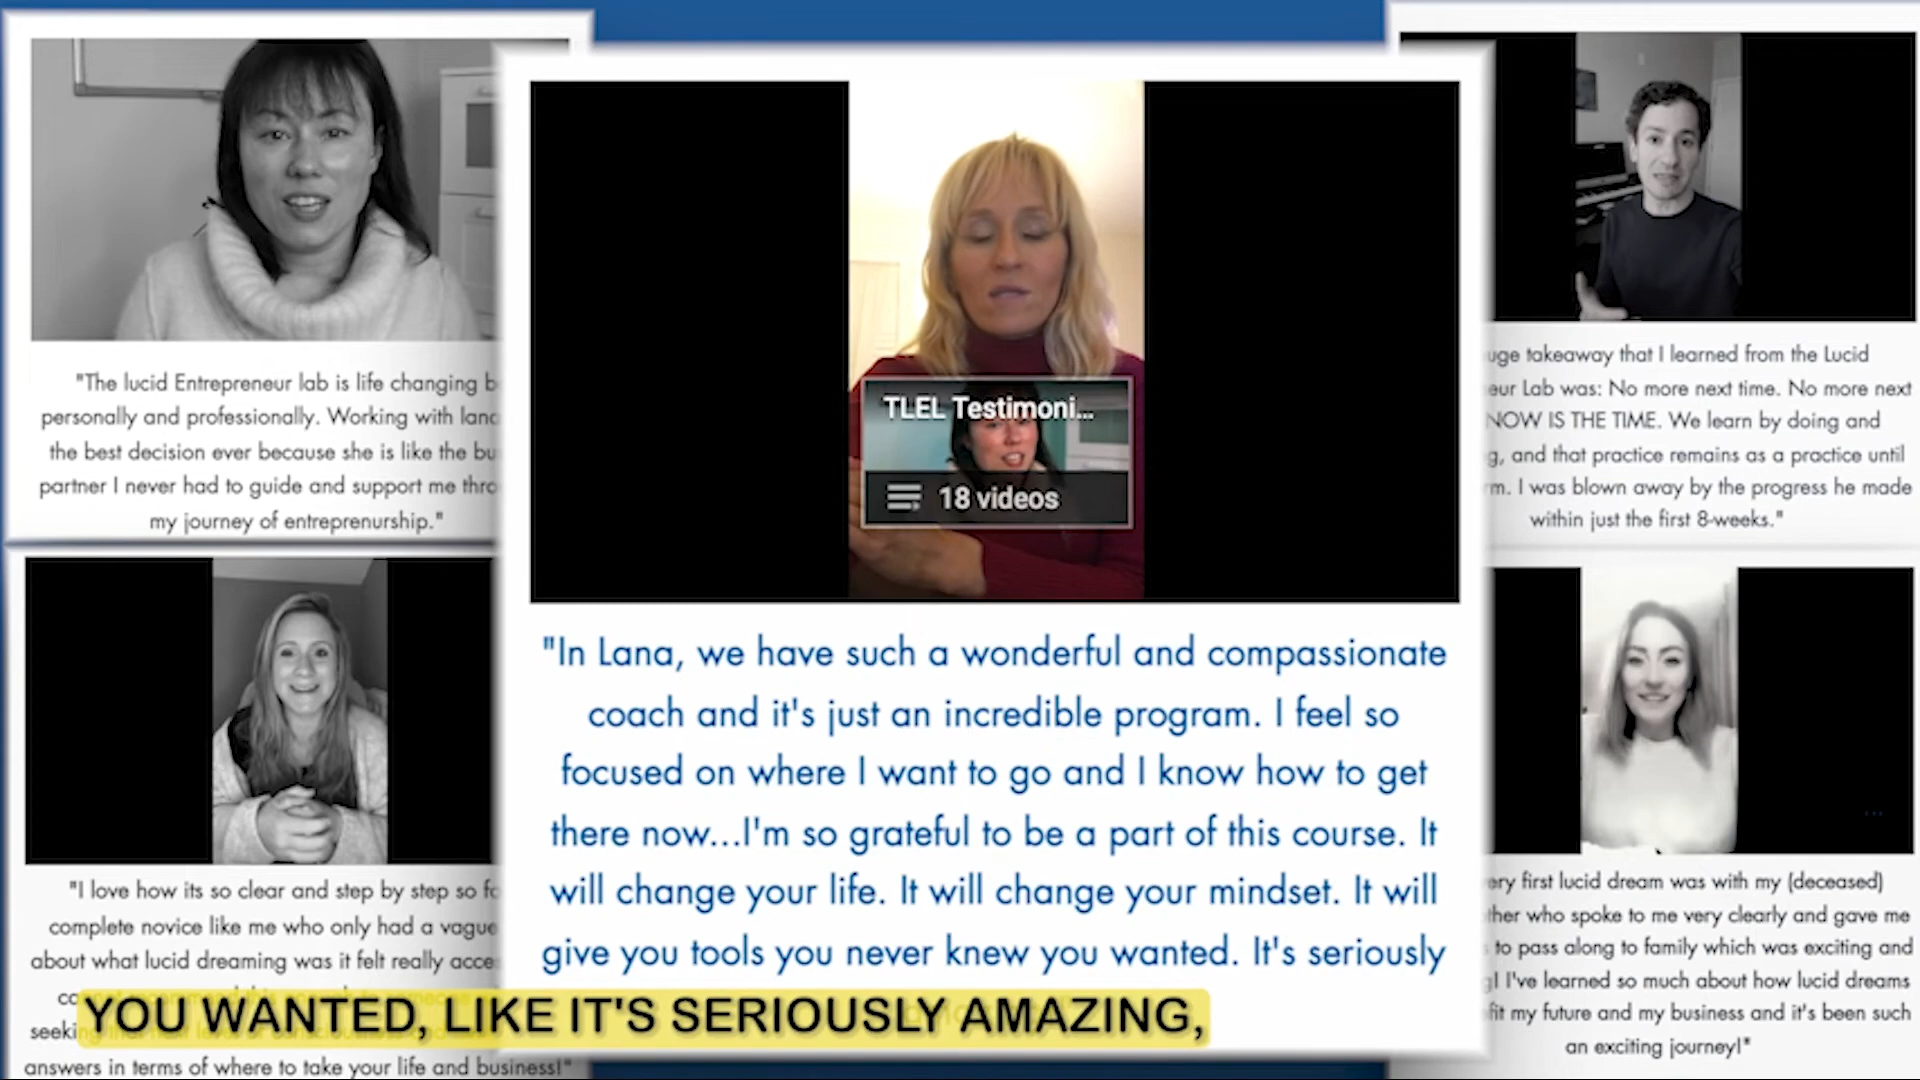 "The lucid Entrepreneur lab is life changing
personally and professionally. Working with
the best decision ever because she is like the
partner I never had to guide and support me
my journey of entreprenurship."
"I love how its so clear and step by step so
complete novice like me who only had a vague
about what lucid dreaming was it felt really
answers in terms of where to take your life and business!"
TLEL Testimoni...
18 videos
"In Lana, we have such a wonderful and compassionate
coach and it's just an incredible program. I feel so
focused on where I want to go and I know how to get
there now...I'm so grateful to be a part of this course. It
will change your life. It will change your mindset. It will
give you tools you never knew you wanted. It's seriously
YOU WANTED, LIKE IT'S SERIOUSLY AMAZING,
takeaway that I learned from the Lucid
Lab was: No more next time. No more next
NOW IS THE TIME. We learn by doing and
and that practice remains as a practice until
I was blown away by the progress he made
within just the first 8-weeks."
first lucid dream was with my (deceased)
who spoke to me very clearly and gave me
to pass along to family which was exciting and
I've learned so much about how lucid dreams
my future and my business and it's been such
an exciting journey!"